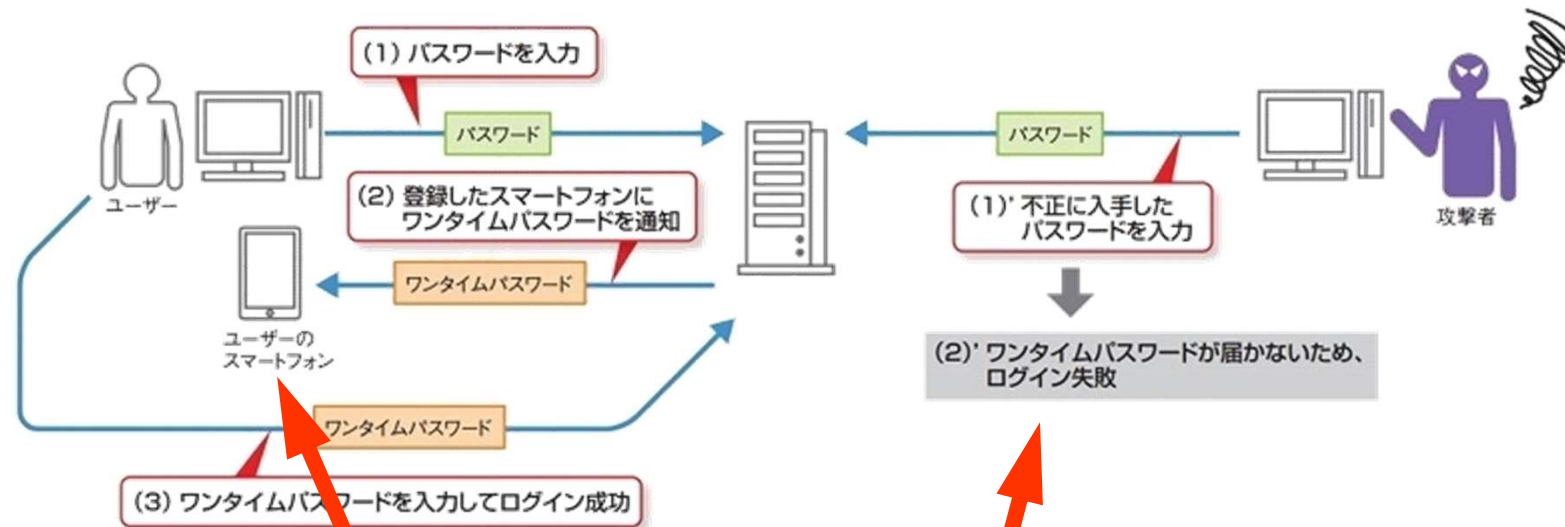 (1) パスワードを入力
パスワード
ユーザー
(2) 登録したスマートフォンに
ワンタイムパスワードを通知
ワンタイムパスワード
ユーザーの
スマートフォン
ワンタイムパスワード
(3) ワンタイムパスワードを入力してログイン成功
パスワード
(1)' 不正に入手した
パスワードを入力
攻撃者
(2)' ワンタイムパスワードが届かないため、
ログイン失敗